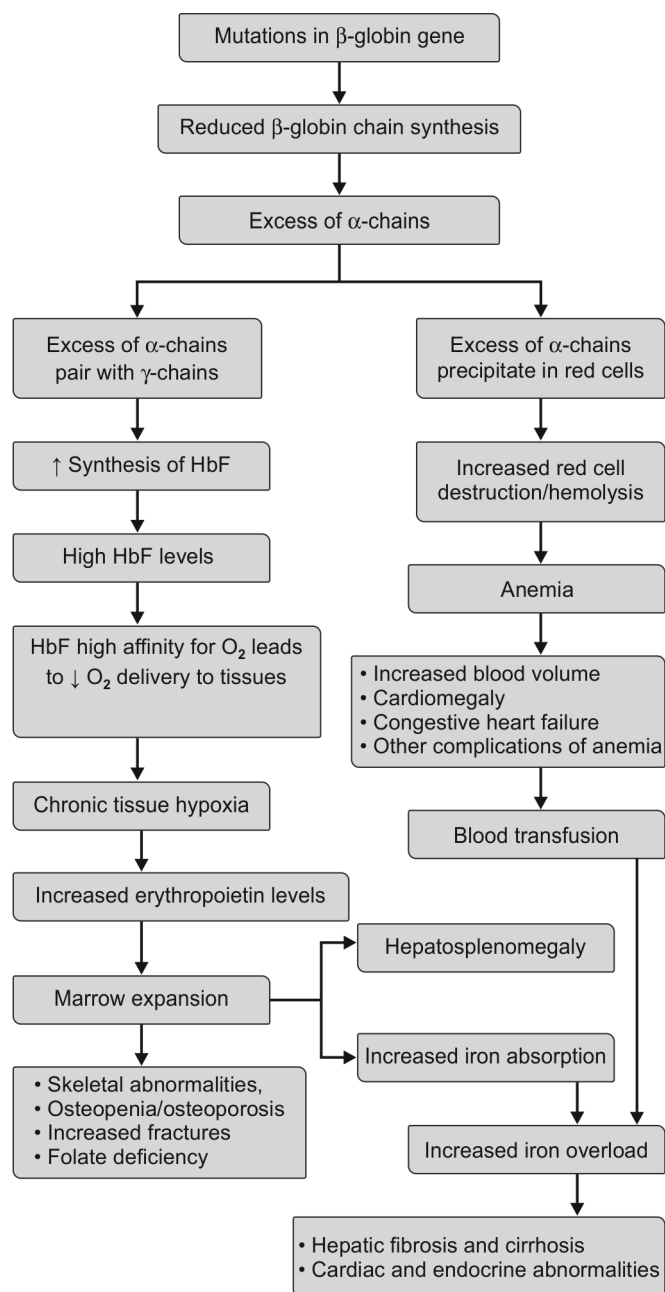 Mutations in β-globin gene
Reduced β-globin chain synthesis
Excess of α-chains
Excess of α-chains
pair with γ-chains
↑ Synthesis of HbF
High HbF levels
HbF high affinity for O₂ leads
to ↓ O₂ delivery to tissues
Chronic tissue hypoxia
Increased erythropoietin levels
Marrow expansion
• Skeletal abnormalities,
• Osteopenia/osteoporosis
• Increased fractures
• Folate deficiency
Excess of α-chains
precipitate in red cells
Increased red cell
destruction/hemolysis
Anemia
• Increased blood volume
• Cardiomegaly
• Congestive heart failure
• Other complications of anemia
Blood transfusion
Hepatosplenomegaly
Increased iron absorption
Increased iron overload
• Hepatic fibrosis and cirrhosis
• Cardiac and endocrine abnormalities